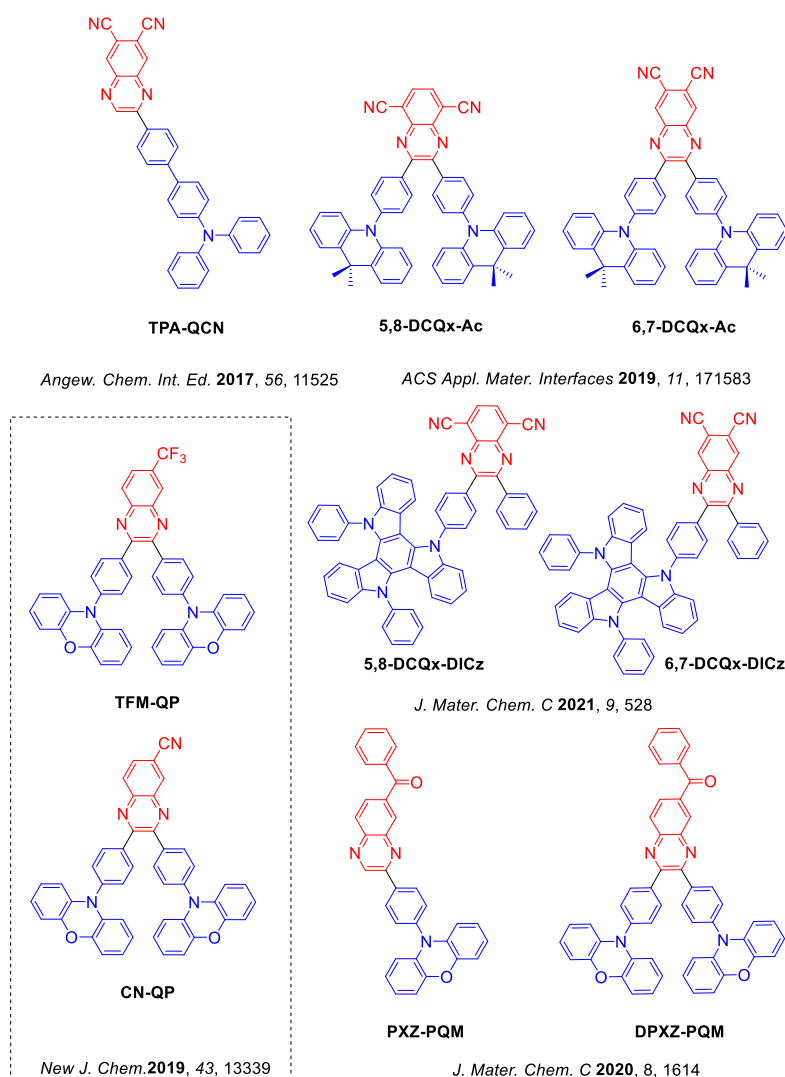 CN CN
N N
N
TPA-QCN
NC CN
N N
N N
5,8-DCQx-Ac
NC CN
N N
N N
6,7-DCQx-Ac
Angew. Chem. Int. Ed. 2017, 56, 11525
ACS Appl. Mater. Interfaces 2019, 11, 171583
CF3
N N
N N
O O
TFM-QP
NC CN
N N
N N
N
5,8-DCQx-DICz
NC CN
N N
N N
N
6,7-DCQx-DICz
J. Mater. Chem. C 2021, 9, 528
CN
N N
N N
O O
CN-QP
New J. Chem.2019, 43, 13339
O
N N
N
O
PXZ-PQM
O
N N
N N
O O
DPXZ-PQM
J. Mater. Chem. C 2020, 8, 1614